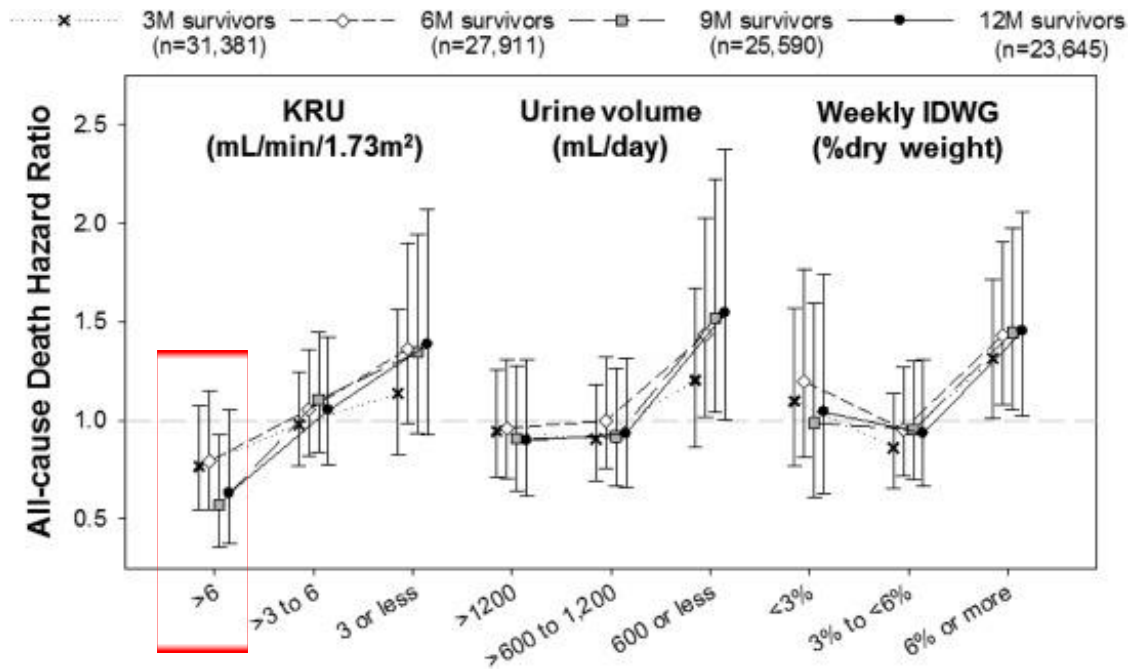 3M survivors 6M survivors 9M survivors 12M survivors
(n=31,381) (n=27,911) (n=25,590) (n=23,645)
KRU Urine volume Weekly IDWG
(mL/min/1.73m²) (mL/day) (%dry weight)
All-cause Death Hazard Ratio
2.5
2.0
1.5
1.0
0.5
>6 >3 to 6 3 or less >1200 >600 to 1,200 600 or less <3% 3% to <6% 6% or more